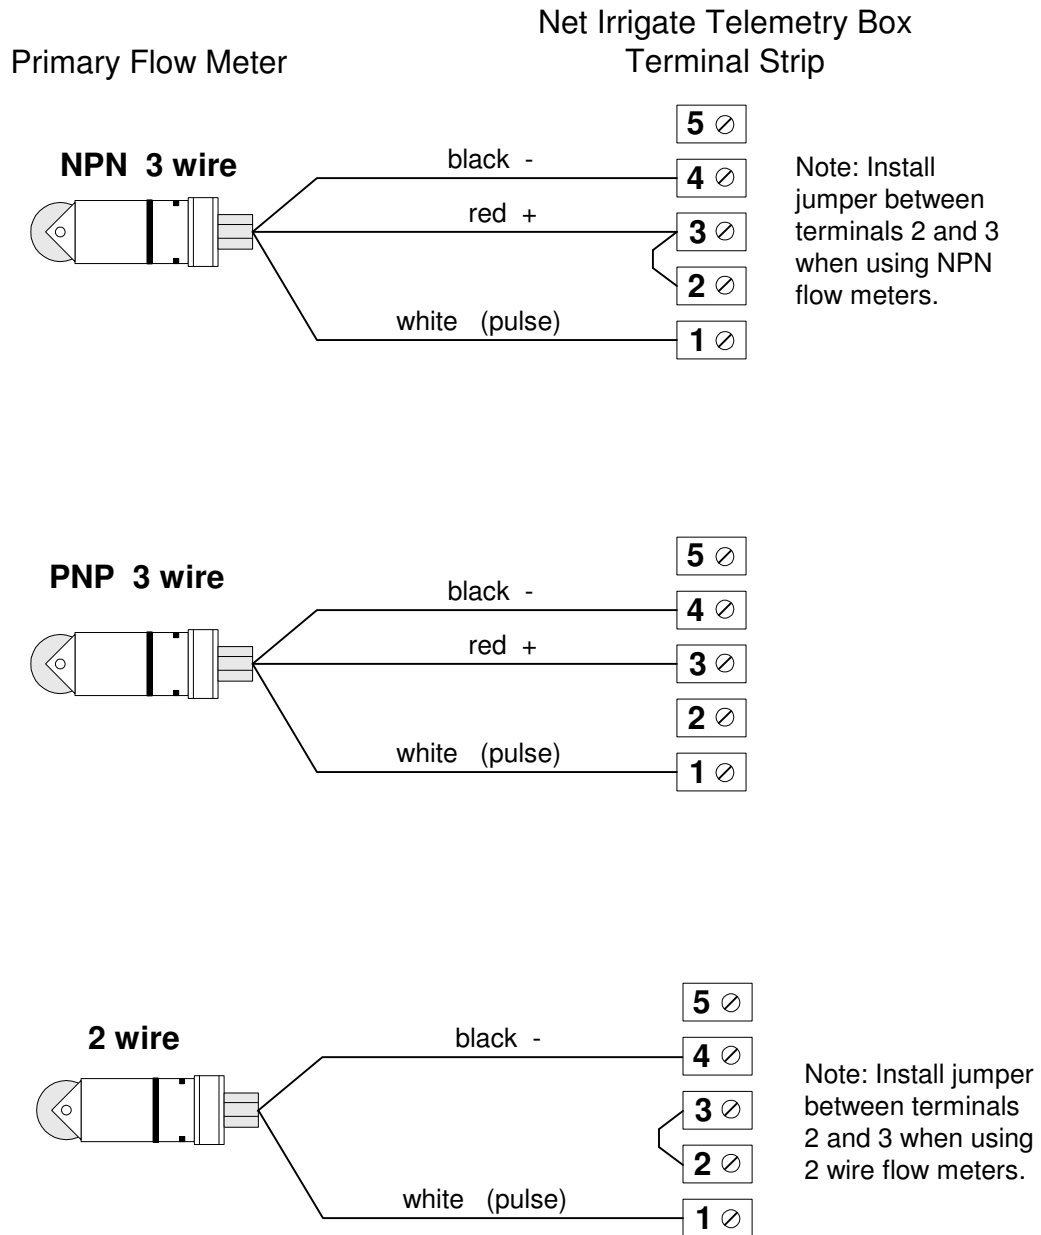 Net Irrigate Telemetry Box
Terminal Strip
Primary Flow Meter
NPN 3 wire
black -
red +
white (pulse)
5
4
3
2
1
Note: Install
jumper between
terminals 2 and 3
when using NPN
flow meters.
PNP 3 wire
black -
red +
white (pulse)
5
4
3
2
1
2 wire
black -
white (pulse)
5
4
3
2
1
Note: Install jumper
between terminals
2 and 3 when using
2 wire flow meters.